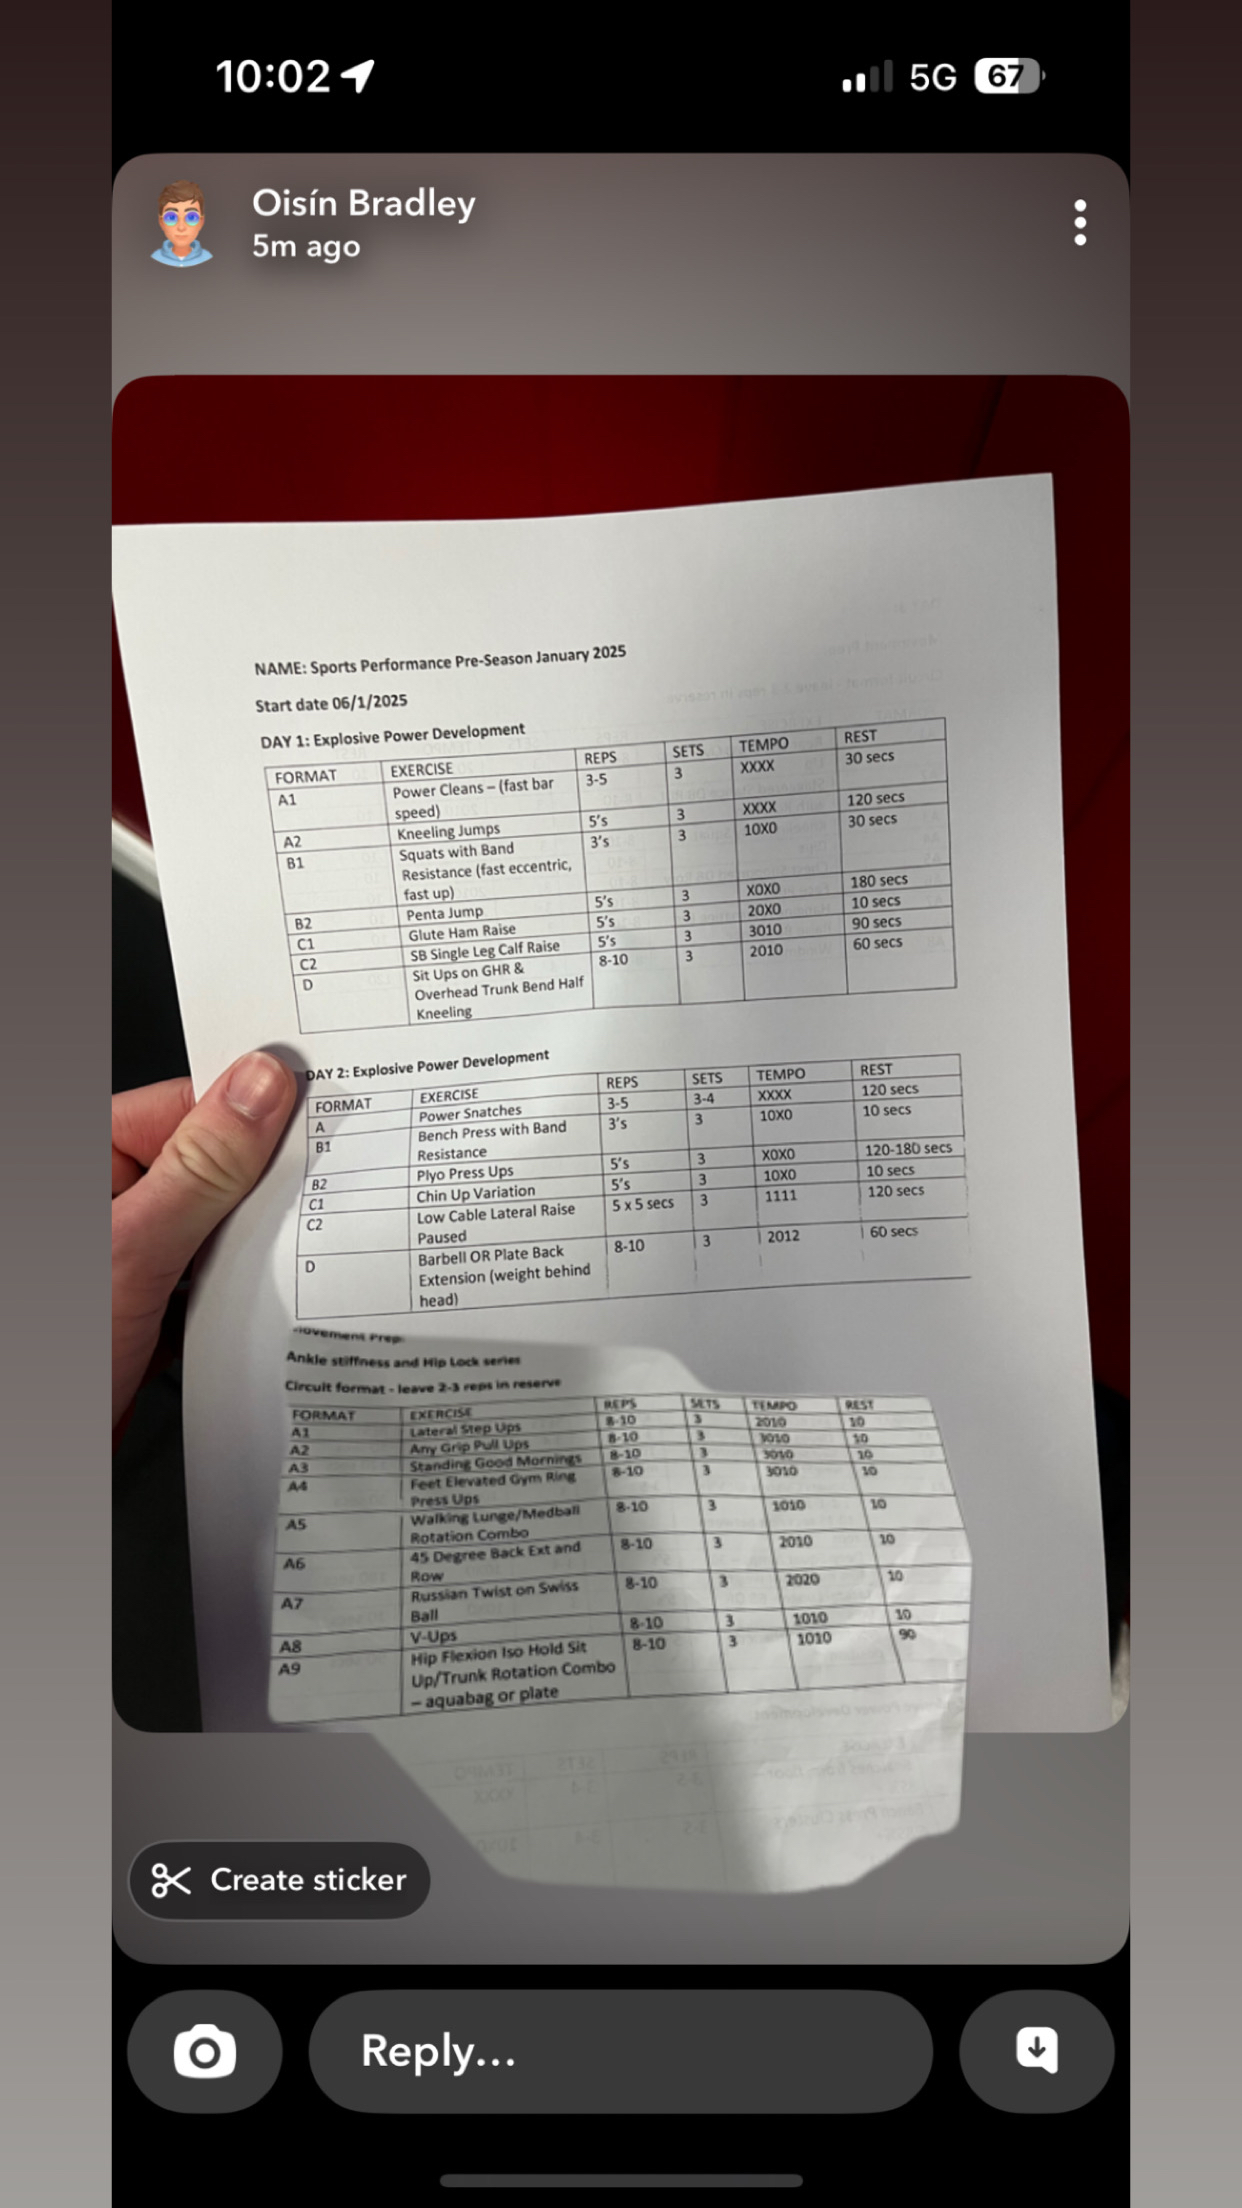 10:02
5G 67
Oisín Bradley
5m ago
NAME: Sports Performance Pre-Season January 2025
Start date 06/1/2025
DAY 1: Explosive Power Development
FORMAT EXERCISE REPS SETS TEMPO REST
A1 Power Cleans – (fast bar 3-5 3 XXXX 30 secs
speed)
A2 Kneeling Jumps 5's 3 XXXX 120 secs
B1 Squats with Band 3's 3 10X0 30 secs
Resistance (fast eccentric,
fast up)
B2 Penta Jump 5's 3 XOXO 180 secs
C1 Glute Ham Raise 5's 3 20X0 10 secs
C2 SB Single Leg Calf Raise 5's 3 3010 90 secs
D Sit Ups on GHR & 8-10 3 2010 60 secs
Overhead Trunk Bend Half
Kneeling
DAY 2: Explosive Power Development
FORMAT EXERCISE REPS SETS TEMPO REST
A Power Snatches 3-5 3-4 XXXX 120 secs
B1 Bench Press with Band 3's 3 10X0 10 secs
Resistance
B2 Plyo Press Ups 5's 3 XOXO 120-180 secs
C1 Chin Up Variation 5's 3 10X0 10 secs
C2 Low Cable Lateral Raise 5 x 5 secs 3 1111 120 secs
Paused
D Barbell OR Plate Back 8-10 3 2012 60 secs
Extension (weight behind
head)
Movement Prep
Ankle stiffness and Hip Lock series
Circuit format - leave 2-3 reps in reserve
FORMAT EXERCISE REPS SETS TEMPO REST
A1 Lateral Step Ups 8-10 3 2010 10
A2 Any Grip Pull Ups 8-10 3 3010 10
A3 Standing Good Mornings 8-10 3 3010 10
A4 Feet Elevated Gym Ring 8-10 3 3010 10
Press Ups
A5 Walking Lunge/Medball 8-10 3 1010 10
Rotation Combo
A6 45 Degree Back Ext and 8-10 3 2010 10
Row
A7 Russian Twist on Swiss 8-10 3 2020 10
Ball
A8 V-Ups 8-10 3 1010 10
A9 Hip Flexion Iso Hold Sit 8-10 3 1010 90
Up/Trunk Rotation Combo
– aquabag or plate
Create sticker
Reply...